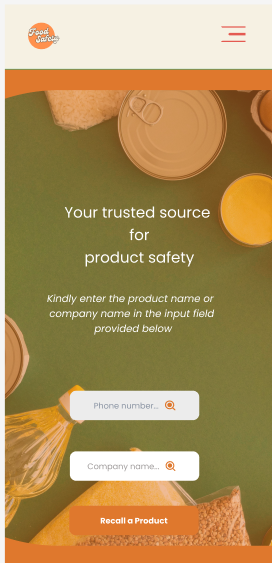 Food
Safety
Your trusted source
for
product safety
Kindly enter the product name or
company name in the input field
provided below
Phone number...
Company name...
Recall a Product